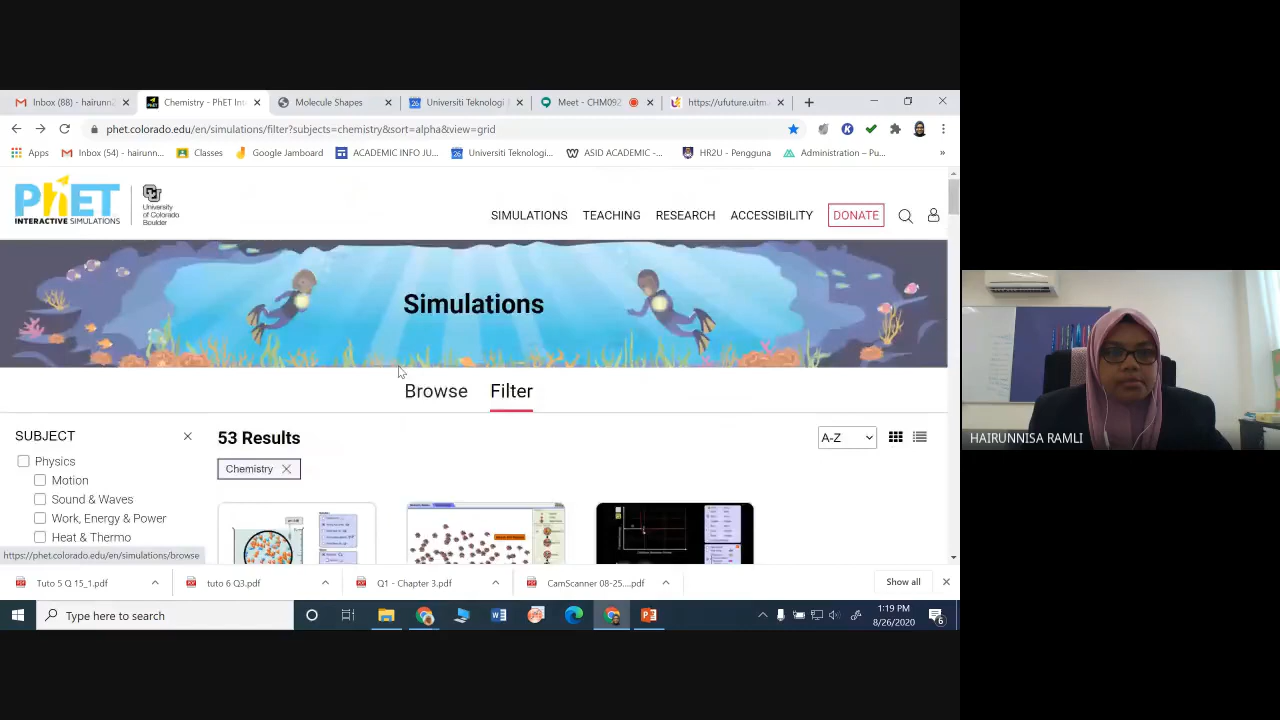 Inbox (88) - hairunn
Chemistry - PhET Int
Molecule Shapes
Universiti Teknologi
Meet - CHM092
https://ufuture.uitm.
phet.colorado.edu/en/simulations/filter?subjects=chemistry&sort=alpha&view=grid
Apps
Inbox (54) - hairunn...
Classes
Google Jamboard
ACADEMIC INFO JU...
Universiti Teknologi...
ASID ACADEMIC -...
HR2U - Pengguna
Administration – Pu...
»
PhET
INTERACTIVE SIMULATIONS
University
of Colorado
Boulder
SIMULATIONS
TEACHING
RESEARCH
ACCESSIBILITY
DONATE
Simulations
Browse
Filter
SUBJECT
53 Results
A-Z
Chemistry
Physics
Motion
Sound & Waves
Work, Energy & Power
Heat & Thermo
https://phet.colorado.edu/en/simulations/browse
HAIRUNNISA RAMLI
Tuto 5 Q 15_1.pdf
tuto 6 Q3.pdf
Q1 - Chapter 3.pdf
CamScanner 08-25....pdf
Show all
Type here to search
1:19 PM
8/26/2020
6